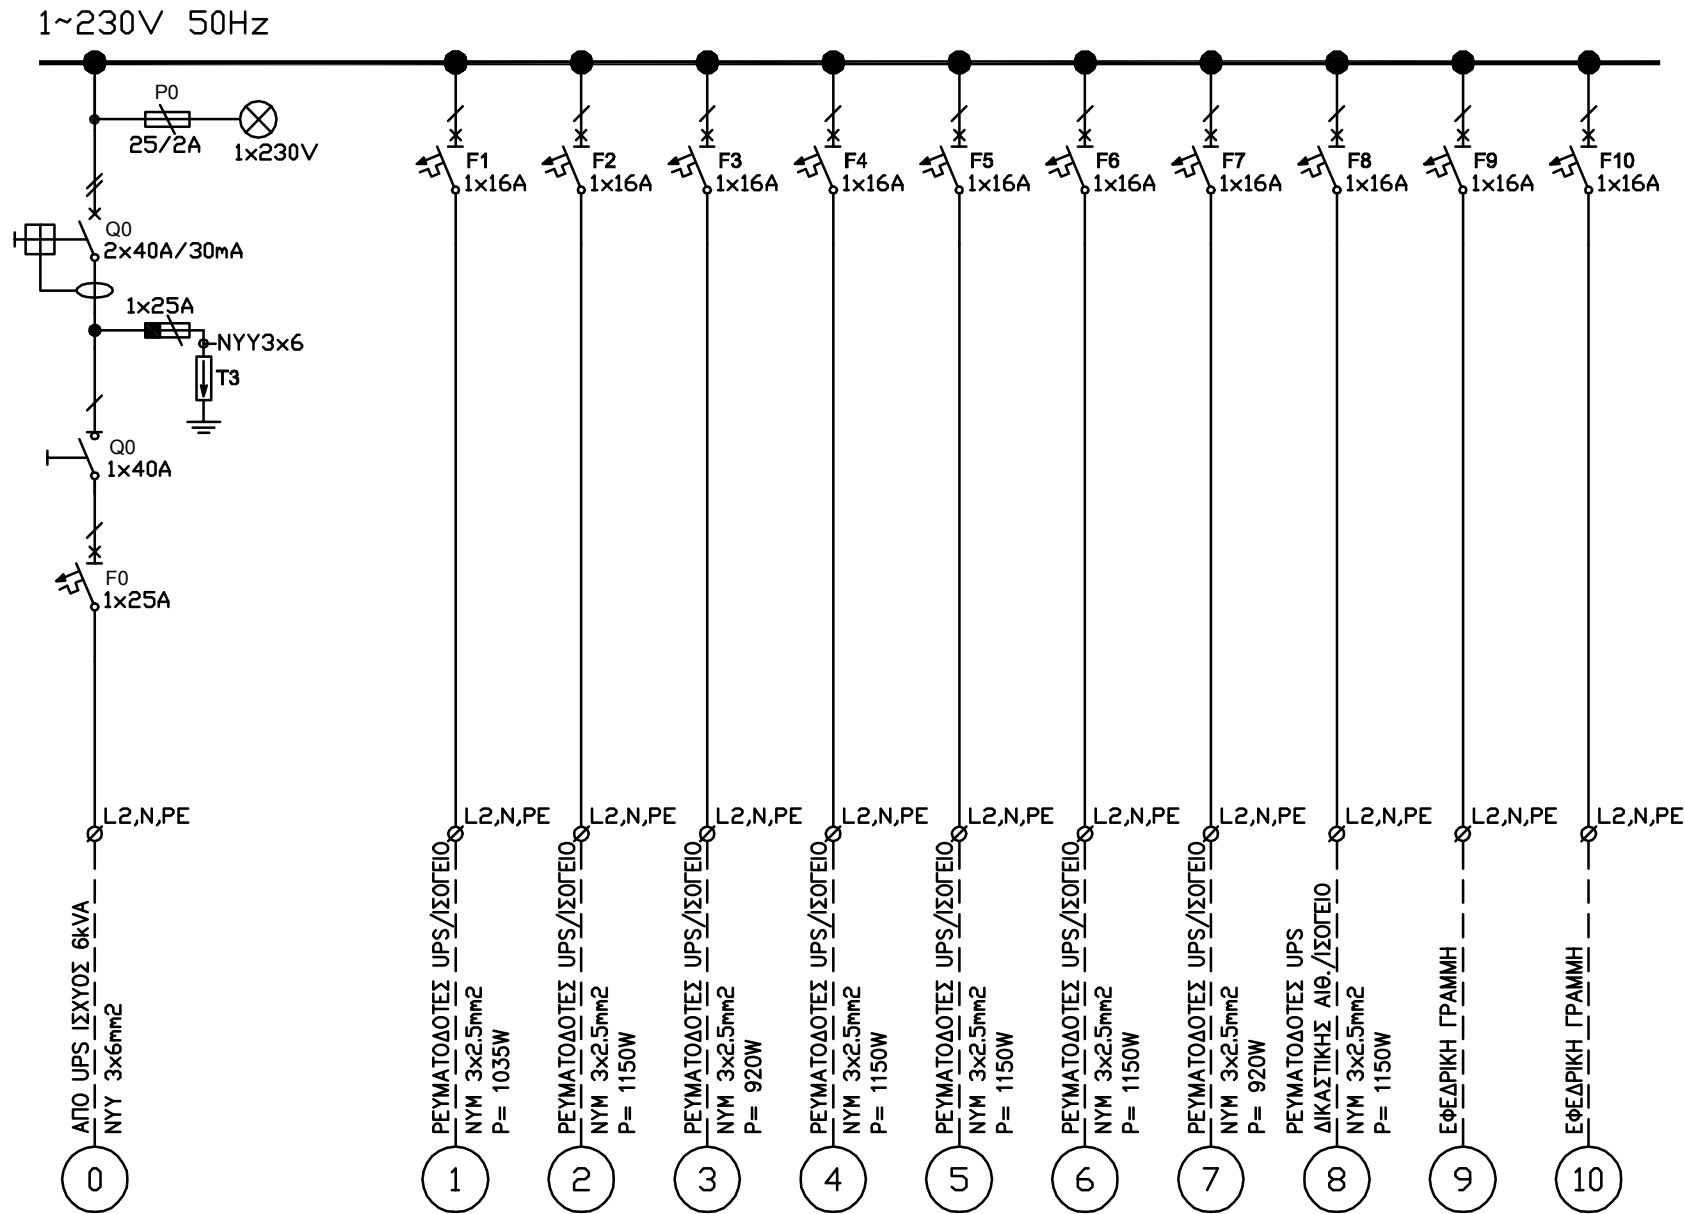 1~230V 50Hz
P0
25/2A
1x230V
Q0
2x40A/30mA
1x25A
NYY3x6
T3
Q0
1x40A
F0
1x25A
F1
1x16A
F2
1x16A
F3
1x16A
F4
1x16A
F5
1x16A
F6
1x16A
F7
1x16A
F8
1x16A
F9
1x16A
F10
1x16A
L2,N,PE
L2,N,PE
L2,N,PE
L2,N,PE
L2,N,PE
L2,N,PE
L2,N,PE
L2,N,PE
L2,N,PE
L2,N,PE
L2,N,PE
ΑΠΟ UPS ΙΣΧΥΟΣ 6kVA
NYY 3x6mm2
ΡΕΥΜΑΤΟΔΟΤΕΣ UPS/ΙΣΟΓΕΙΟ
NYM 3x2.5mm2
P= 1035W
ΡΕΥΜΑΤΟΔΟΤΕΣ UPS/ΙΣΟΓΕΙΟ
NYM 3x2.5mm2
P= 1150W
ΡΕΥΜΑΤΟΔΟΤΕΣ UPS/ΙΣΟΓΕΙΟ
NYM 3x2.5mm2
P= 920W
ΡΕΥΜΑΤΟΔΟΤΕΣ UPS/ΙΣΟΓΕΙΟ
NYM 3x2.5mm2
P= 1150W
ΡΕΥΜΑΤΟΔΟΤΕΣ UPS/ΙΣΟΓΕΙΟ
NYM 3x2.5mm2
P= 1150W
ΡΕΥΜΑΤΟΔΟΤΕΣ UPS/ΙΣΟΓΕΙΟ
NYM 3x2.5mm2
P= 1150W
ΡΕΥΜΑΤΟΔΟΤΕΣ UPS/ΙΣΟΓΕΙΟ
NYM 3x2.5mm2
P= 920W
ΡΕΥΜΑΤΟΔΟΤΕΣ UPS
ΔΙΚΑΣΤΙΚΗΣ ΑΙΘ./ΙΣΟΓΕΙΟ
NYM 3x2.5mm2
P= 1150W
ΕΦΕΔΡΙΚΗ ΓΡΑΜΜΗ
ΕΦΕΔΡΙΚΗ ΓΡΑΜΜΗ
0
1
2
3
4
5
6
7
8
9
10